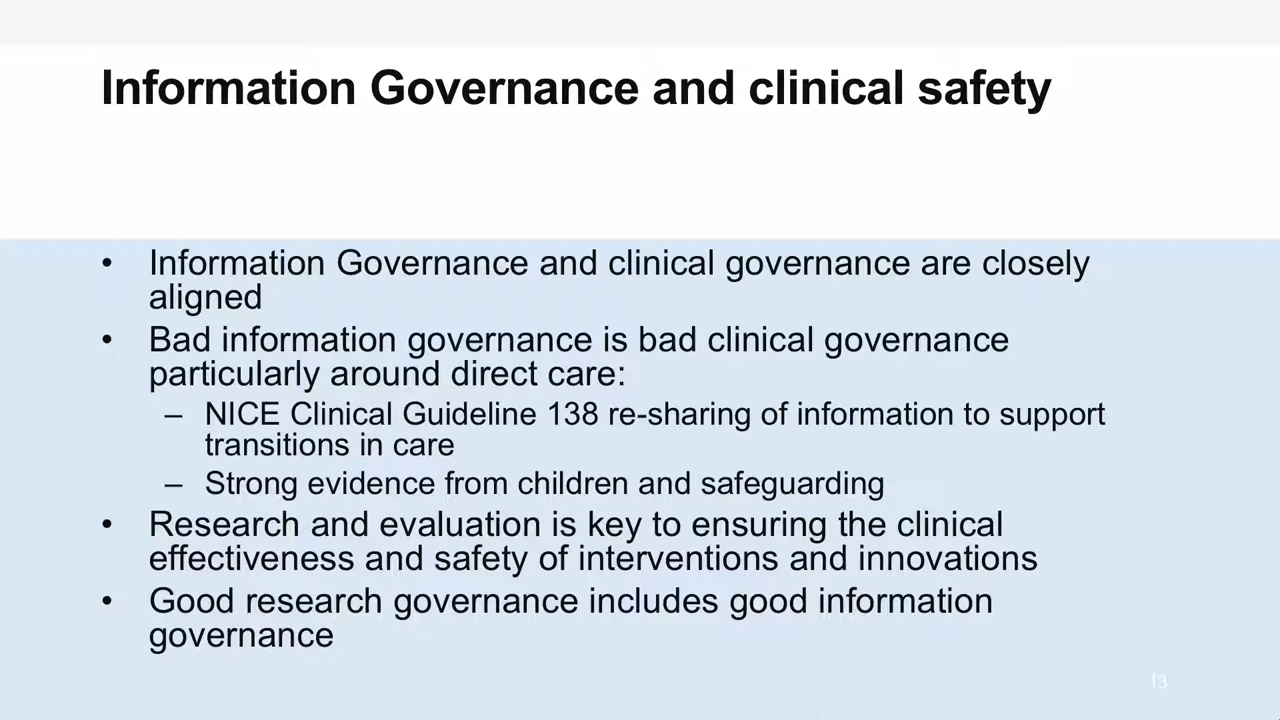 Information Governance and clinical safety
• Information Governance and clinical governance are closely
aligned
• Bad information governance is bad clinical governance
particularly around direct care:
– NICE Clinical Guideline 138 re-sharing of information to support
transitions in care
– Strong evidence from children and safeguarding
• Research and evaluation is key to ensuring the clinical
effectiveness and safety of interventions and innovations
• Good research governance includes good information
governance
13